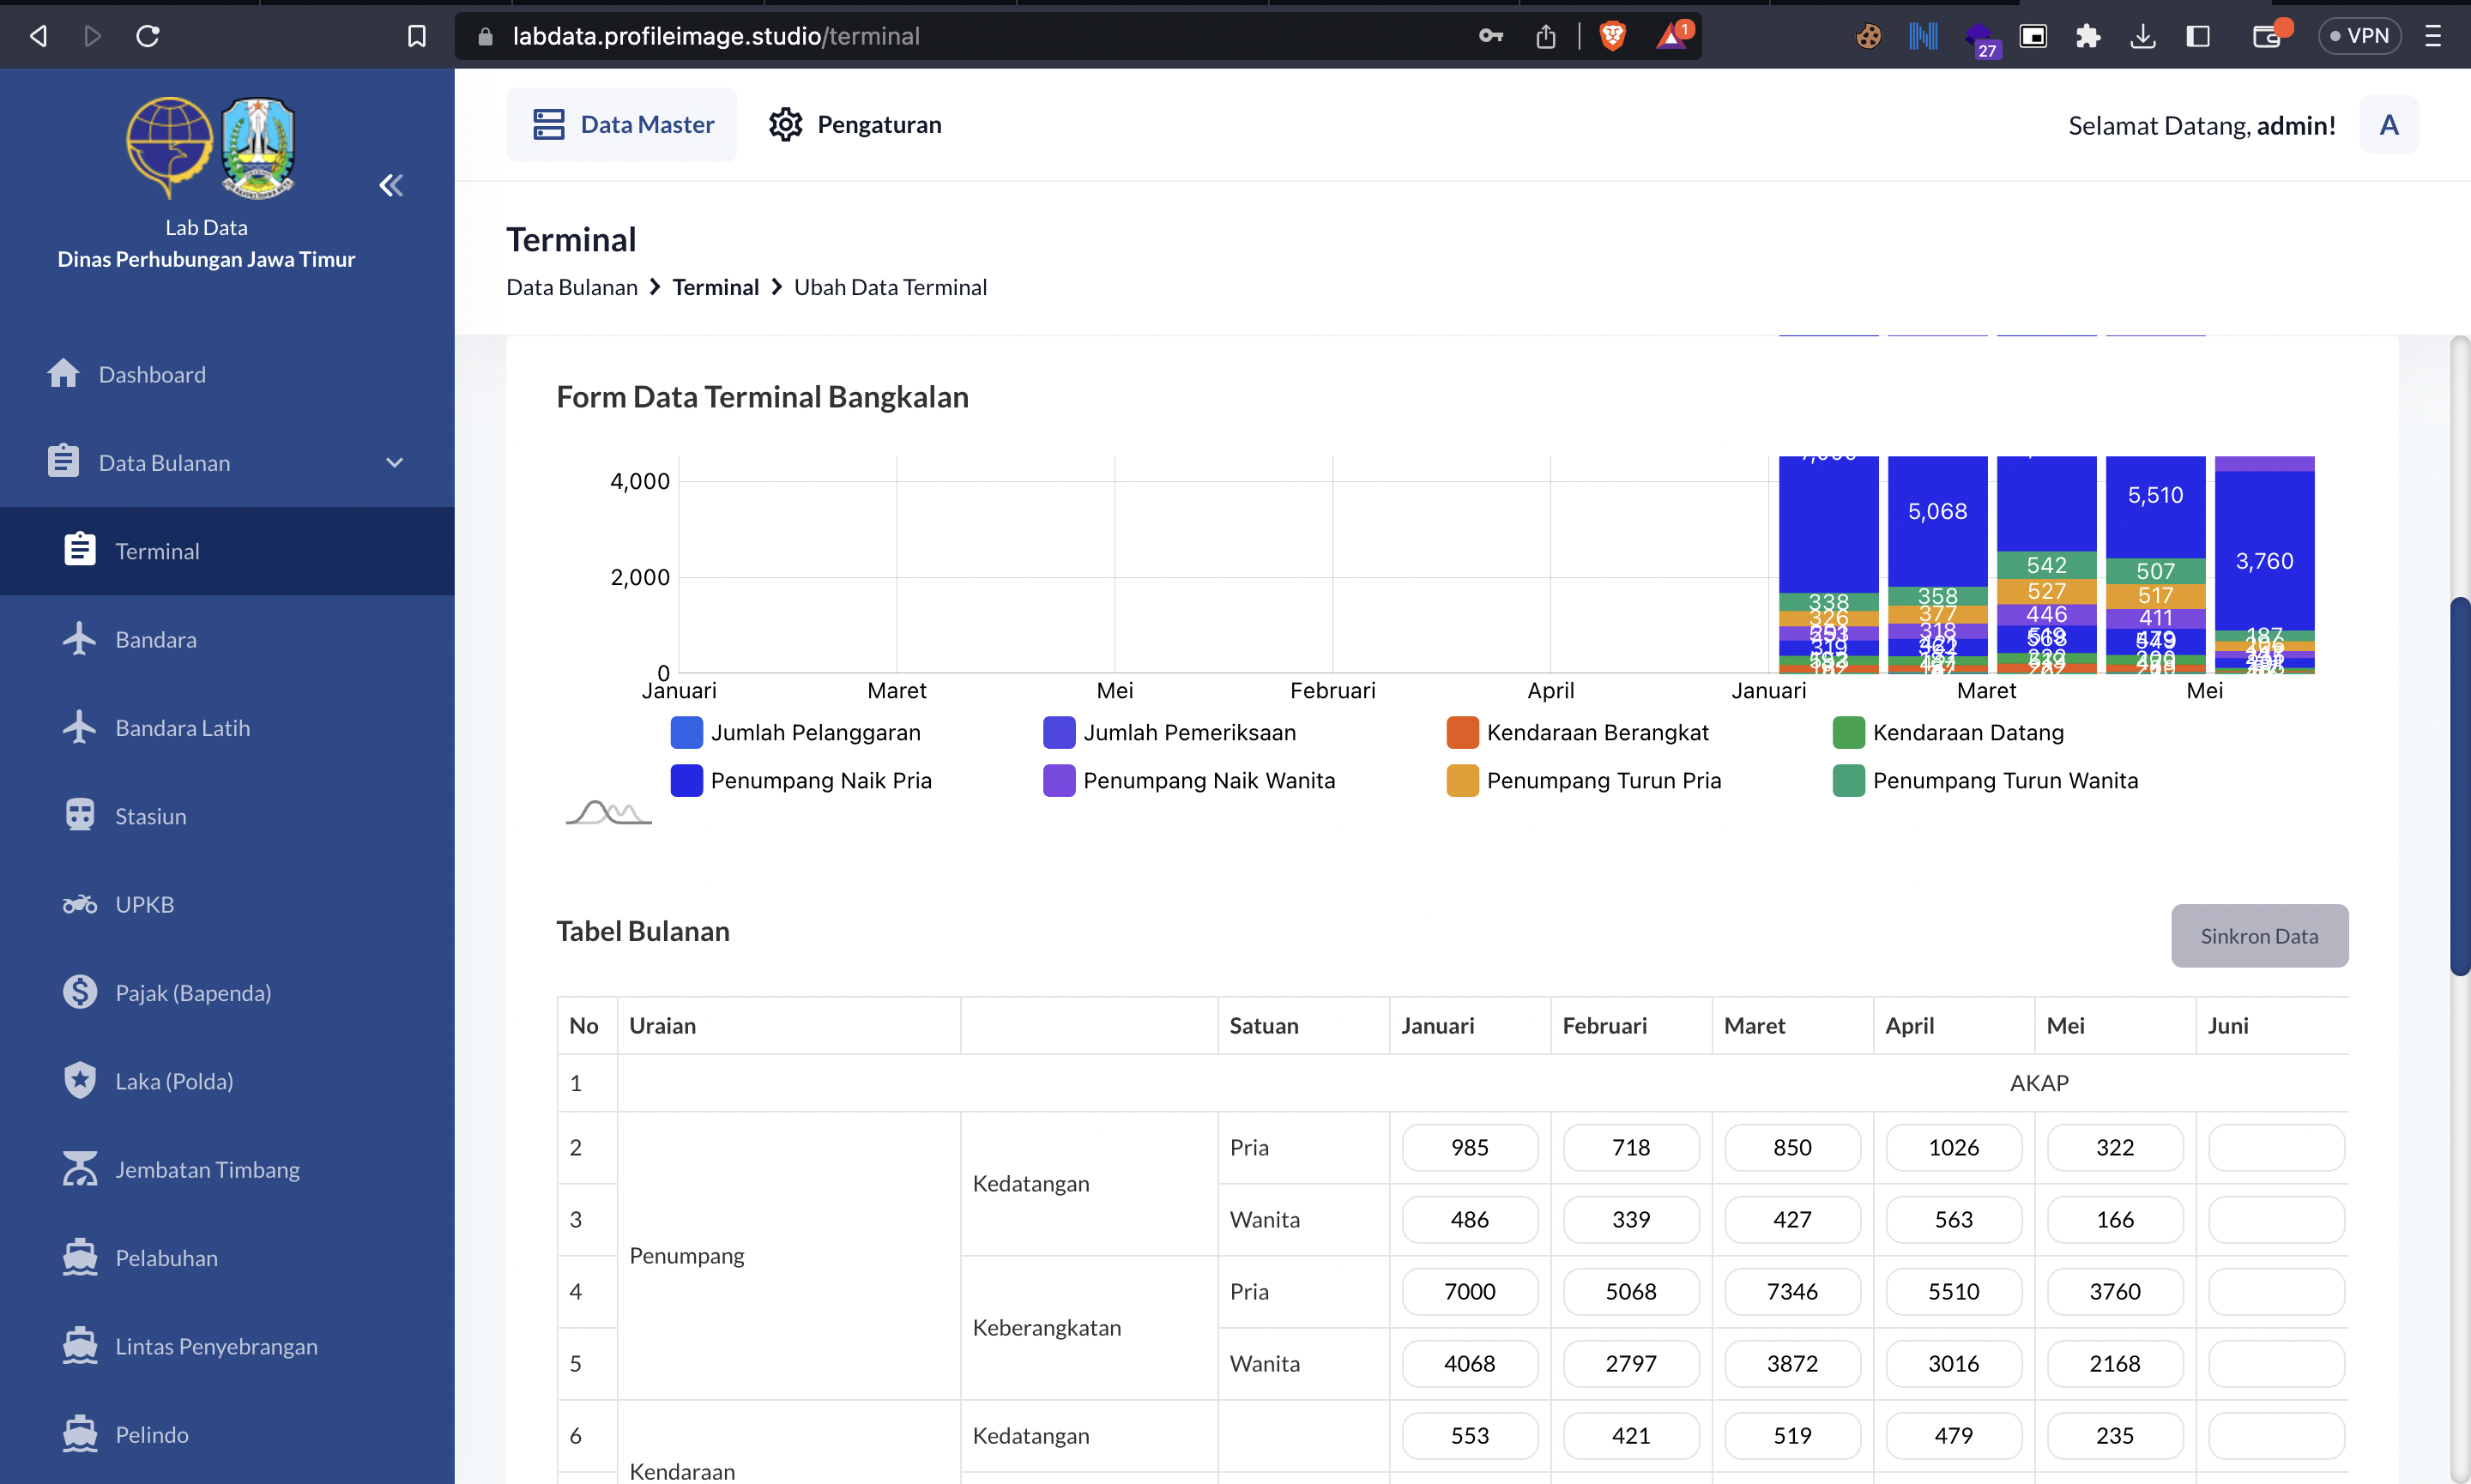 labdata.profileimage.studio/terminal
1
27
VPN
Lab Data
Dinas Perhubungan Jawa Timur
Dashboard
Data Bulanan
Terminal
Bandara
Bandara Latih
Stasiun
UPKB
Pajak (Bapenda)
Laka (Polda)
Jembatan Timbang
Pelabuhan
Lintas Penyebrangan
Pelindo
Data Master
Pengaturan
Selamat Datang, admin!
A
Terminal
Data Bulanan > Terminal > Ubah Data Terminal
Form Data Terminal Bangkalan
4,000
2,000
0
5,068
5,510
3,760
338
326
358
377
318
542
527
446
507
517
411
187
Januari Maret Mei Februari April Januari Maret Mei
Jumlah Pelanggaran Jumlah Pemeriksaan Kendaraan Berangkat Kendaraan Datang
Penumpang Naik Pria Penumpang Naik Wanita Penumpang Turun Pria Penumpang Turun Wanita
Tabel Bulanan
Sinkron Data
No Uraian Satuan Januari Februari Maret April Mei Juni
1 AKAP
2 Penumpang Kedatangan Pria 985 718 850 1026 322
3 Wanita 486 339 427 563 166
4 Keberangkatan Pria 7000 5068 7346 5510 3760
5 Wanita 4068 2797 3872 3016 2168
6 Kendaraan Kedatangan 553 421 519 479 235